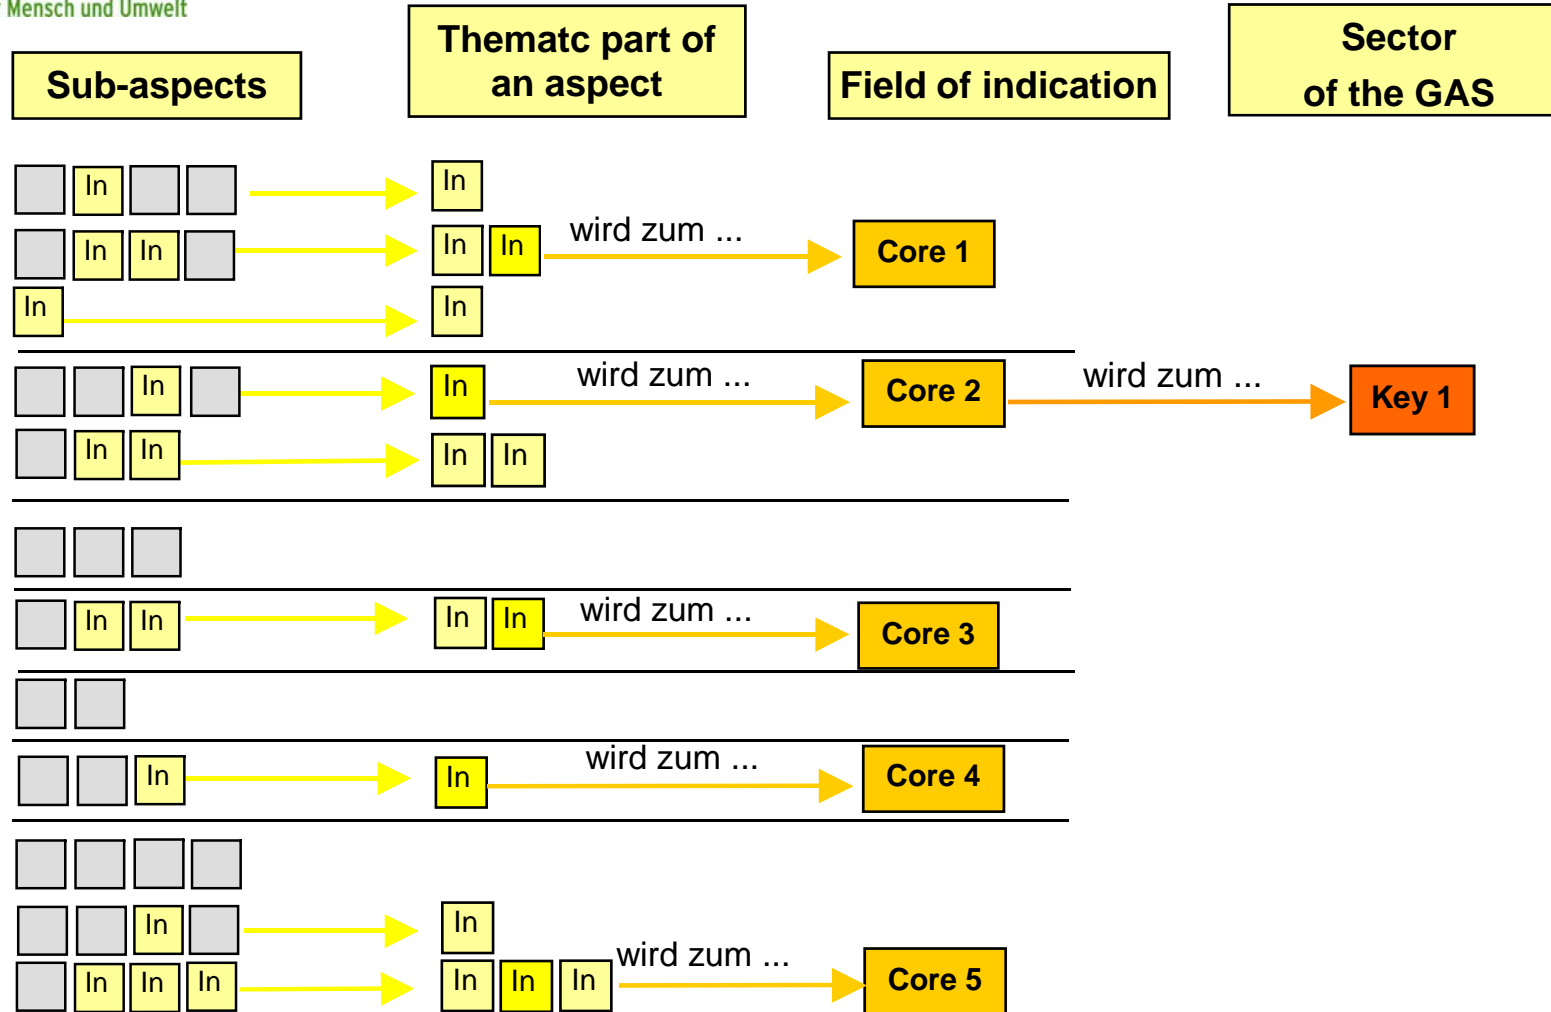 Mensch und Umwelt
Sub-aspects
Thematc part of
an aspect
Field of indication
Sector
of the GAS
In
In
In In
In In
wird zum ...
Core 1
In
In
In
In
wird zum ...
Core 2
wird zum ...
Key 1
In In
In In
In In
In In
wird zum ...
Core 3
In
In
wird zum ...
Core 4
In
In
In In In
In In In
wird zum ...
Core 5